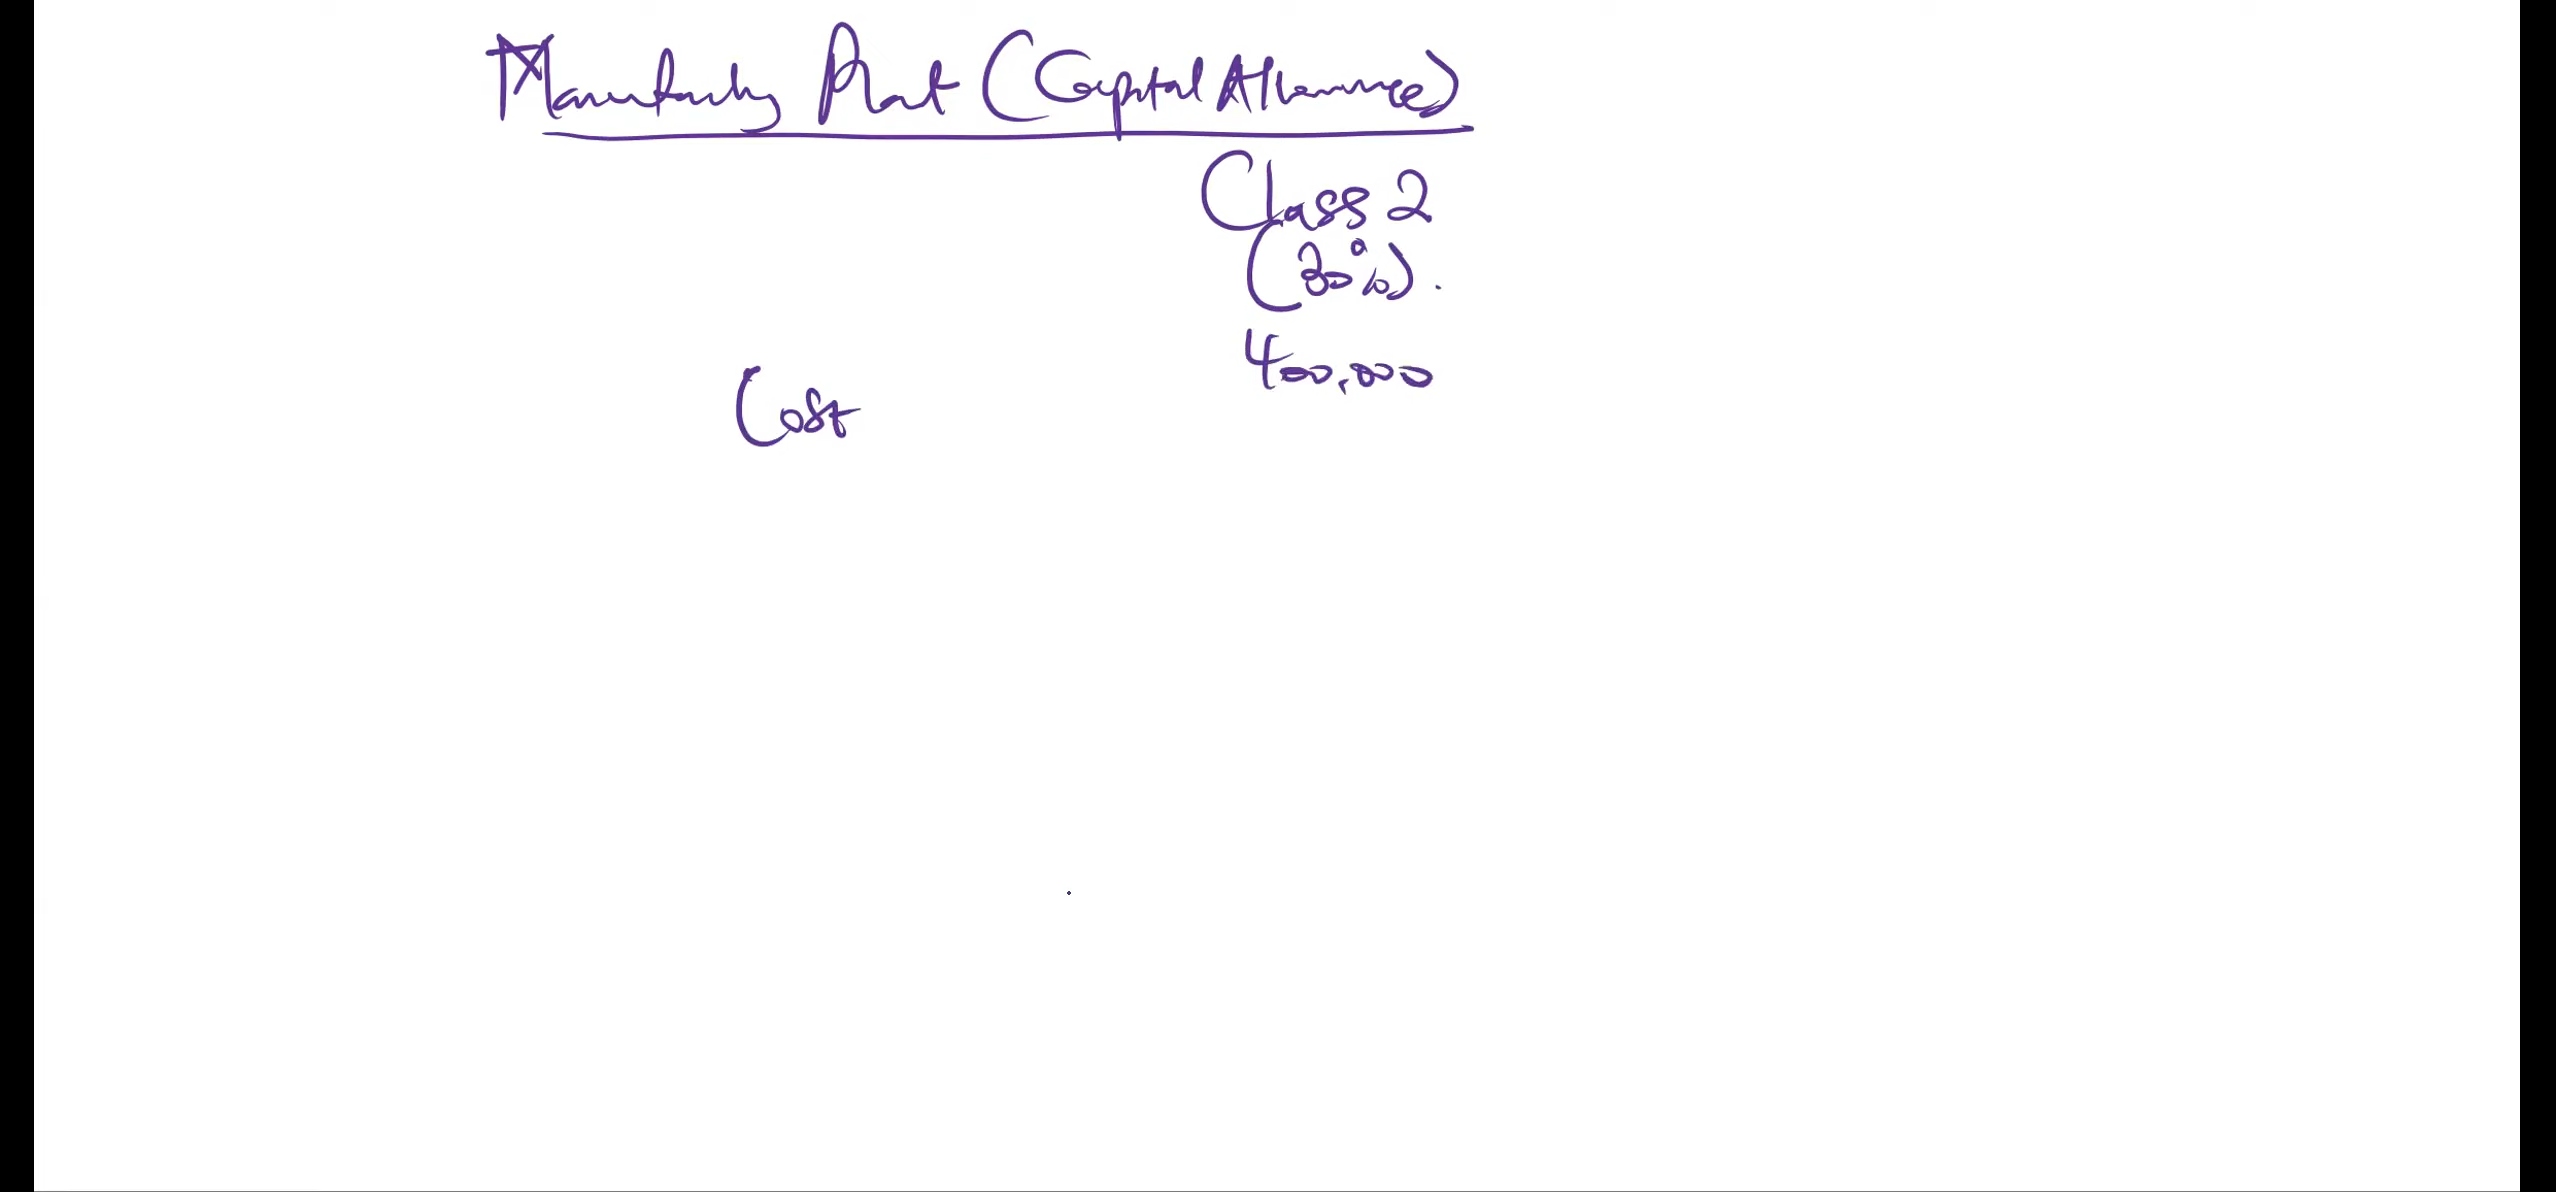 Manufacturing Plant (Capital Allowance)
Class 2
(30%).
400,000
Cost